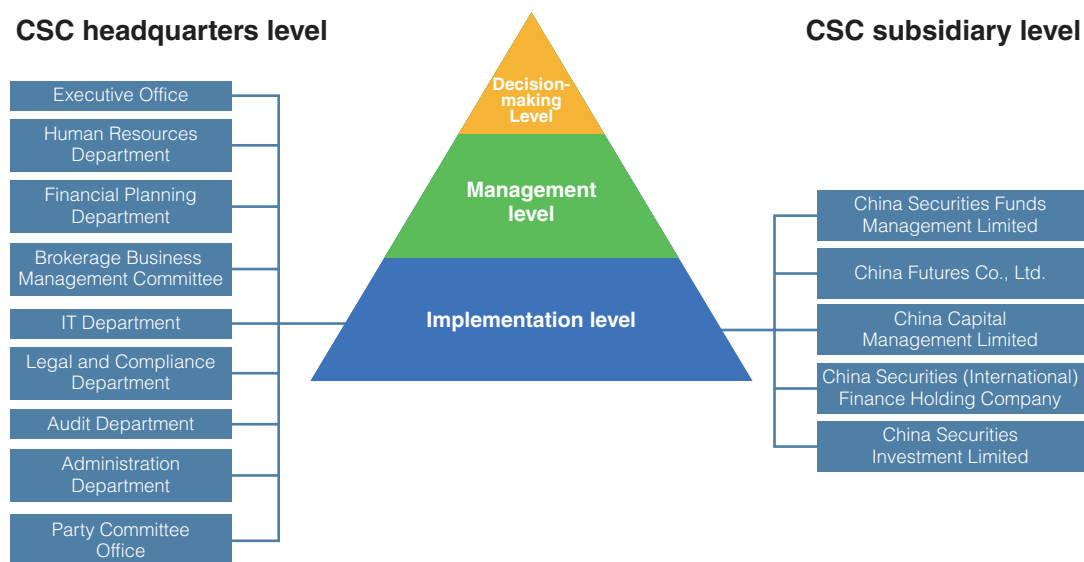 CSC headquarters level
Executive Office
Human Resources
Department
Financial Planning
Department
Brokerage Business
Management Committee
IT Department
Legal and Compliance
Department
Audit Department
Administration
Department
Party Committee
Office
Decision-
making
Level
Management
level
Implementation level
CSC subsidiary level
China Securities Funds
Management Limited
China Futures Co., Ltd.
China Capital
Management Limited
China Securities (International)
Finance Holding Company
China Securities
Investment Limited